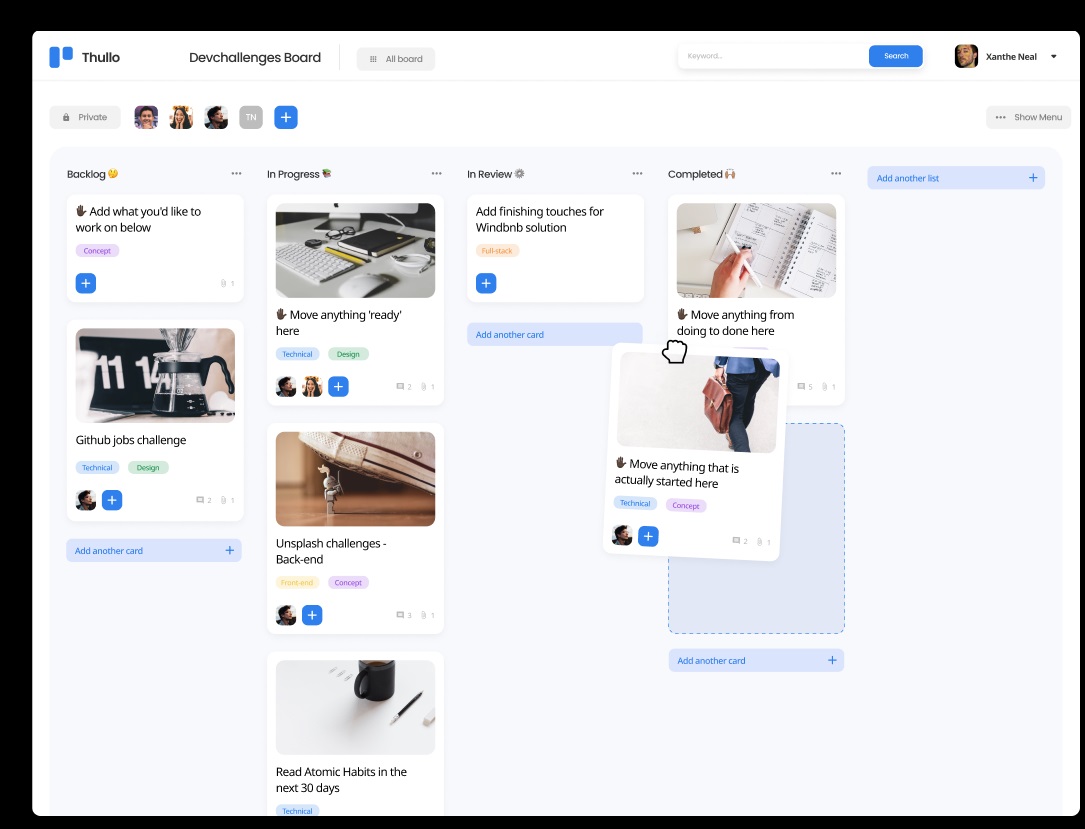 Thullo
Devchallenges Board
All board
Keyword...
Search
Xanthe Neal
Private
TN
Show Menu
Backlog 🤔
✋🏿 Add what you'd like to
work on below
Concept
1
11 14
Github jobs challenge
Technical Design
2 1
Add another card
In Progress 📚
✋🏿 Move anything 'ready'
here
Technical Design
2 1
Unsplash challenges -
Back-end
Front-end Concept
3 1
Read Atomic Habits in the
next 30 days
Technical
In Review ⚙️
Add finishing touches for
Windbnb solution
Full-stack
Add another card
Completed 🙌🏽
✋🏿 Move anything from
doing to done here
5 1
✋🏿 Move anything that is
actually started here
Technical Concept
2 1
Add another card
Add another list